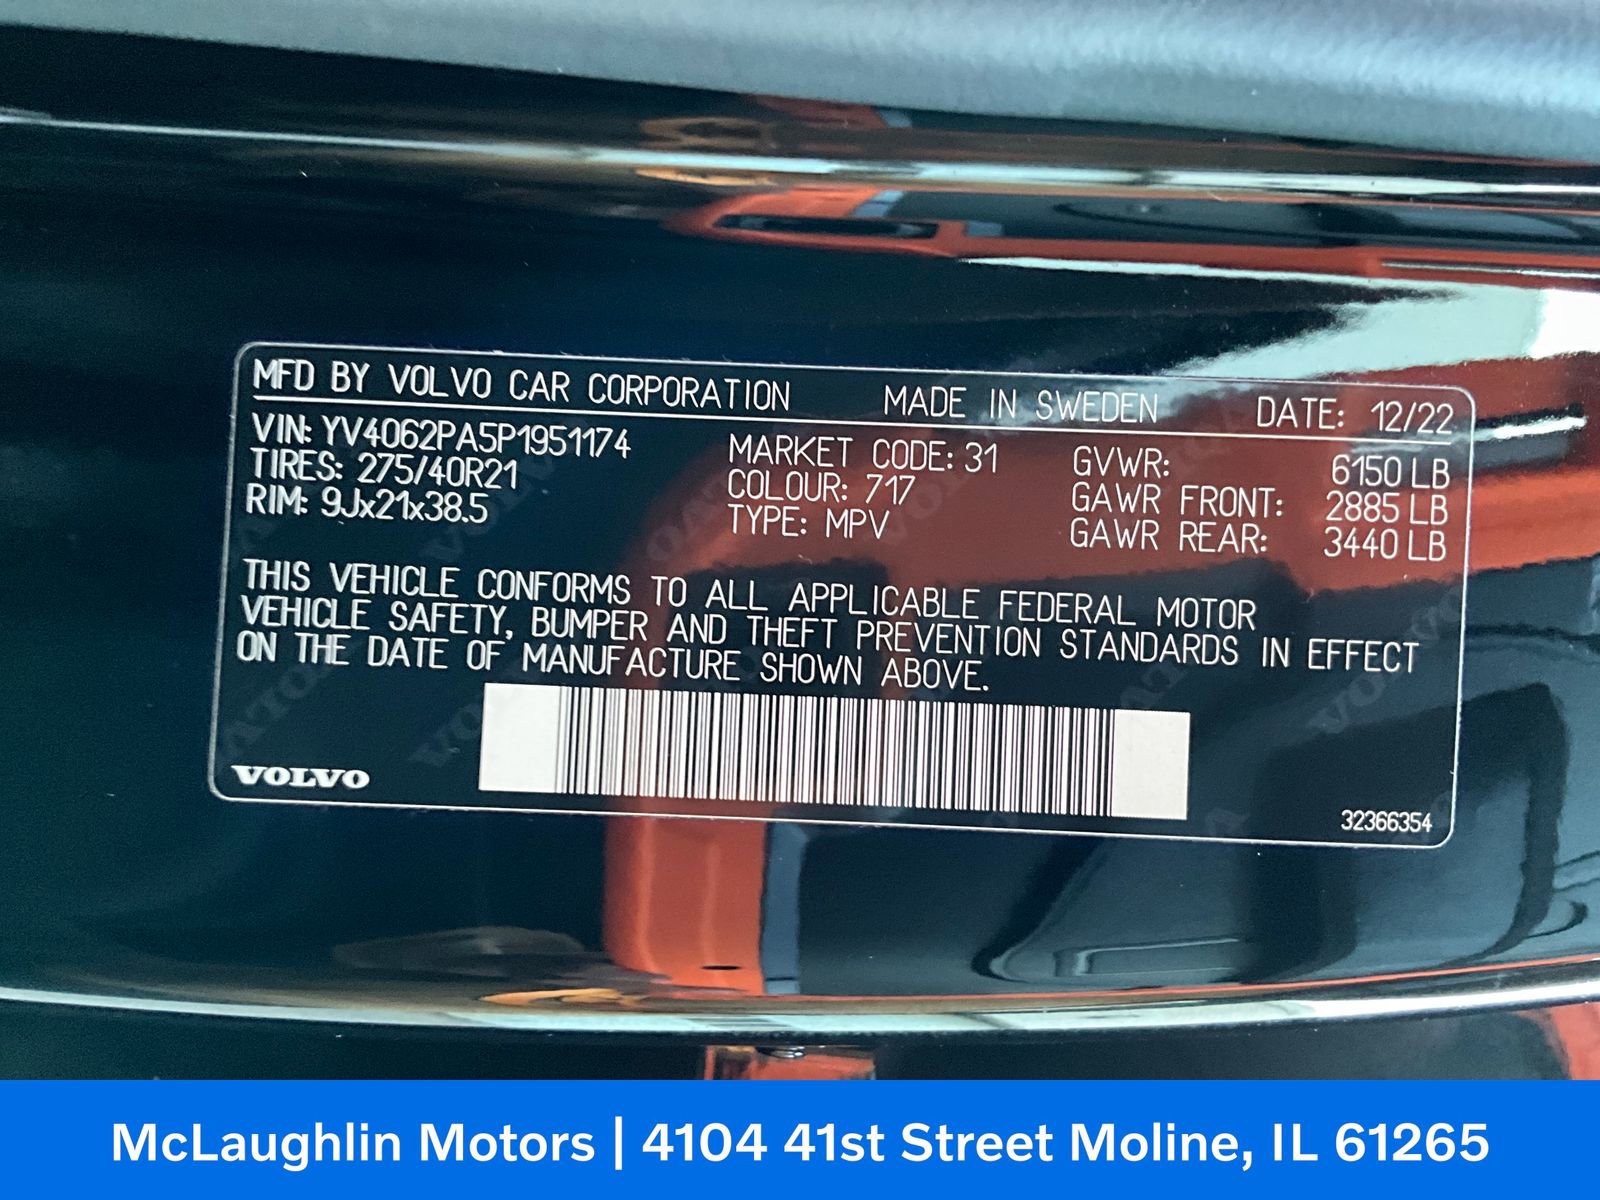 MFD BY VOLVO CAR CORPORATION MADE IN SWEDEN DATE: 12/22
VIN: YV4062PA5P1951174 MARKET CODE: 31 GVWR: 6150 LB
TIRES: 275/40R21 COLOUR: 717 GAWR FRONT: 2885 LB
RIM: 9Jx21x38.5 TYPE: MPV GAWR REAR: 3440 LB
THIS VEHICLE CONFORMS TO ALL APPLICABLE FEDERAL MOTOR
VEHICLE SAFETY, BUMPER AND THEFT PREVENTION STANDARDS IN EFFECT
ON THE DATE OF MANUFACTURE SHOWN ABOVE.
VOLVO
32366354
McLaughlin Motors | 4104 41st Street Moline, IL 61265